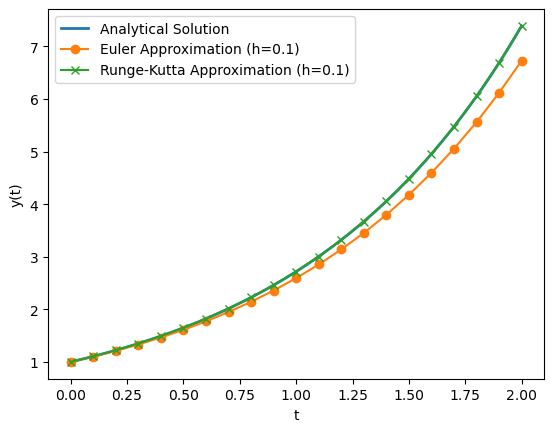 Analytical Solution
Euler Approximation (h=0.1)
Runge-Kutta Approximation (h=0.1)
7
6
5
4
3
2
1
y(t)
0.00 0.25 0.50 0.75 1.00 1.25 1.50 1.75 2.00
t